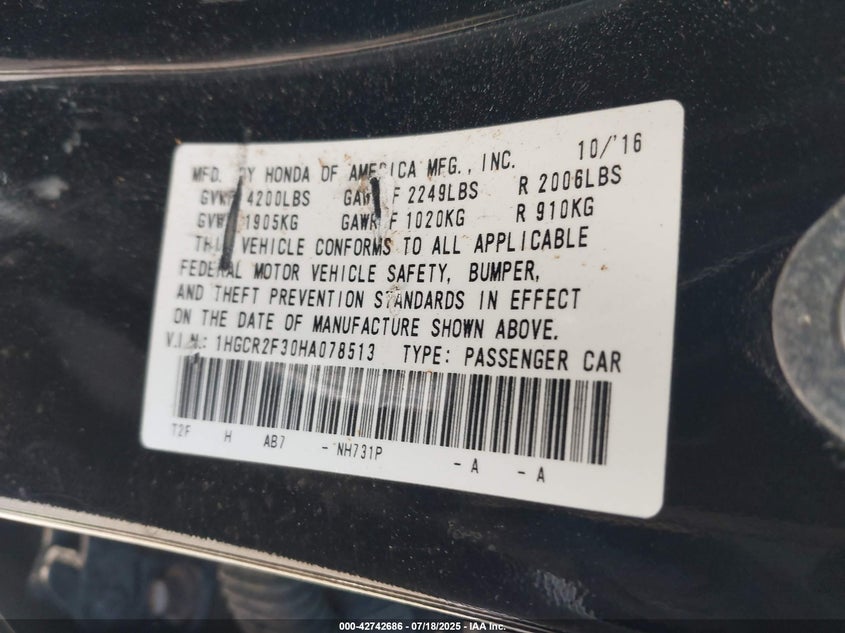 10/'16
MFD. BY HONDA OF AMERICA MFG., INC.
GVWR 4200LBS GAWR F 2249LBS R 2006LBS
GVWR 1905KG GAWR F 1020KG R 910KG
THIS VEHICLE CONFORMS TO ALL APPLICABLE
FEDERAL MOTOR VEHICLE SAFETY, BUMPER,
AND THEFT PREVENTION STANDARDS IN EFFECT
ON THE DATE OF MANUFACTURE SHOWN ABOVE.
V.I.N.: 1HGCR2F30HA078513 TYPE: PASSENGER CAR
T2F H AB7 - NH731P - A - A
000-42742686 - 07/18/2025 - IAA Inc.